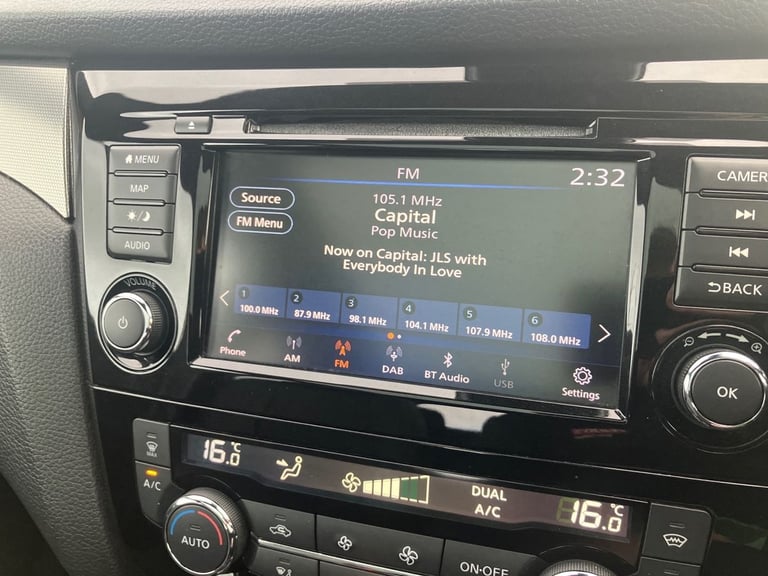 MENU
MAP
AUDIO
VOLUME
FM
2:32
Source
FM Menu
105.1 MHz
Capital
Pop Music
Now on Capital: JLS with
Everybody In Love
1
100.0 MHz
2
87.9 MHz
3
98.1 MHz
4
104.1 MHz
5
107.9 MHz
6
108.0 MHz
Phone
AM
FM
DAB
BT Audio
USB
Settings
CAMER
BACK
OK
MAX
A/C
16.0 °C
DUAL
A/C
16.0 °C
AUTO
ON·OFF